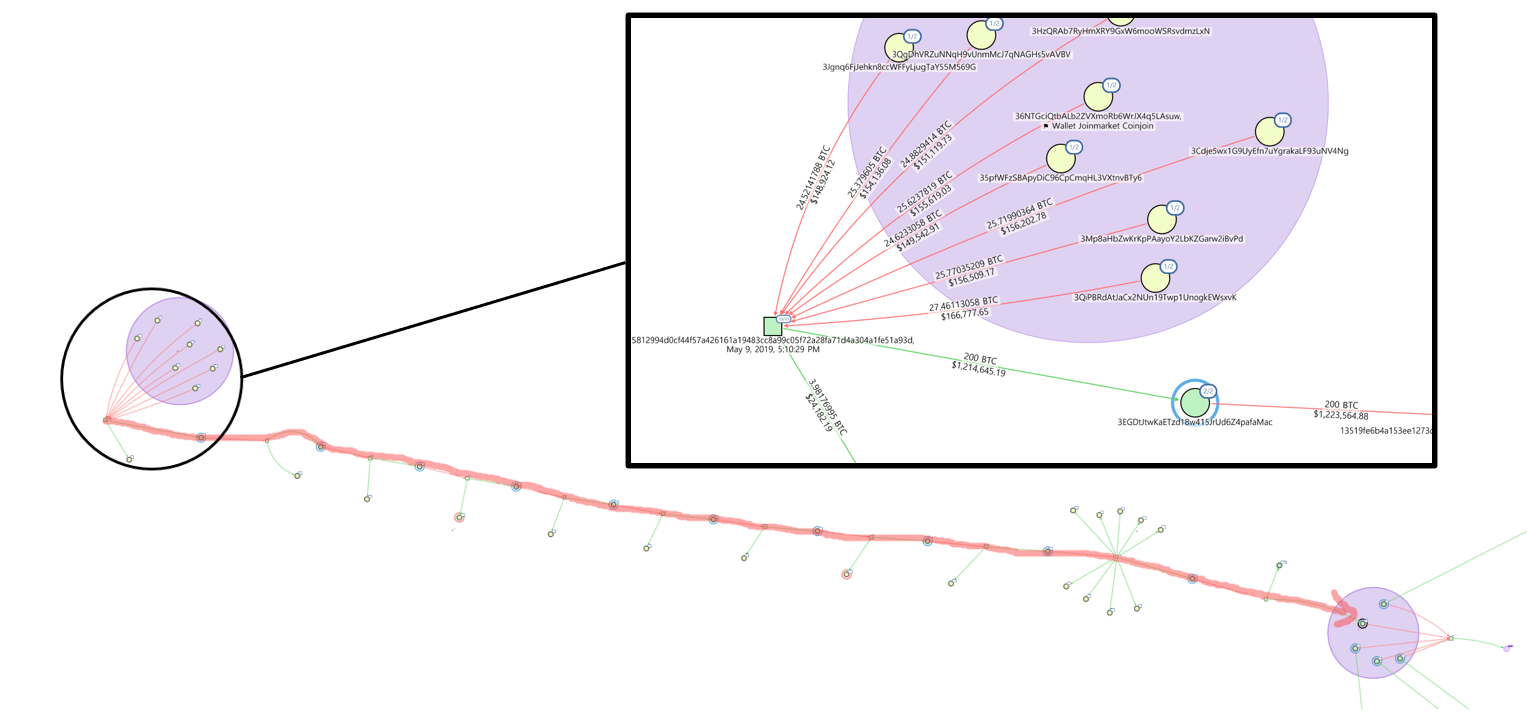 3HzQRAb7RyHmXRY9GxW6mooWSRsvdmzLxN
1/2
1/2
3QgDhVRZuNNqH9vUnmMcJ7qNAGHs5vAVBV
3Jgnq6FjJehkn8ccWFFyLjugTaY55M569G
1/2
36NTGciQtbALb2ZVXmoRb6WrJX4q5LAsuw,
Wallet Joinmarket Coinjoin
1/2
3Cdje5wx1G9UyEfn7uYgrakaLF93uNV4Ng
1/2
35pfWFzSBApyDiC96CpCmqHL3VXtnvBTy6
1/2
3Mp8aHbZwKrKpPAayoY2LbKZGarw2iBvPd
1/2
3QiPBRdAtJaCx2NUn19Twp1UnogkEWsxvK
24.52141788 BTC
$148,924.12
25.379605 BTC
$154,136.08
24.8829414 BTC
$151,119.73
25.6237819 BTC
$155,619.03
24.6233058 BTC
$149,542.91
25.71990364 BTC
$156,202.78
25.77035209 BTC
$156,509.17
27.46113058 BTC
$166,777.65
5812994d0cf44f57a426161a19483cc8a99c05f72a28fa71d4a304a1fe51a93d,
May 9, 2019, 5:10:29 PM
200 BTC
$1,214,645.19
3.98176995 BTC
$24,182.19
2/2
3EGDtJtwKaETzd18w415JrUd6Z4pafaMac
200 BTC
$1,223,564.88
13519fe6b4a153ee1273